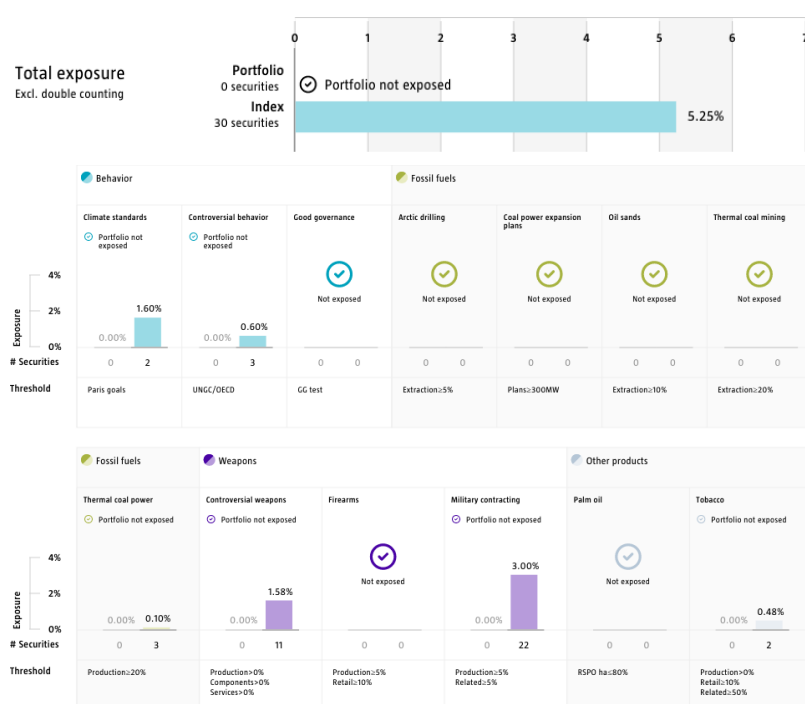 0 1 2 3 4 5 6 7
Total exposure
Excl. double counting
Portfolio
0 securities
Portfolio not exposed
Index
30 securities
5.25%
Behavior
Fossil fuels
Climate standards
Controversial behavior
Good governance
Arctic drilling
Coal power expansion
plans
Oil sands
Thermal coal mining
Portfolio not
exposed
Portfolio not
exposed
Not exposed
Not exposed
Not exposed
Not exposed
Not exposed
Exposure
4%
2%
0%
0.00% 1.60%
0.00% 0.60%
# Securities 0 2 0 3 0 0 0 0 0 0 0 0 0 0
Threshold
Paris goals
UNGC/OECD
GG test
Extraction≥5%
Plans≥300MW
Extraction≥10%
Extraction≥20%
Fossil fuels
Weapons
Other products
Thermal coal power
Controversial weapons
Firearms
Military contracting
Palm oil
Tobacco
Portfolio not exposed
Portfolio not exposed
Not exposed
Portfolio not exposed
Not exposed
Portfolio not exposed
Exposure
4%
2%
0%
0.00% 0.10%
0.00% 1.58%
0.00% 3.00%
0.00% 0.48%
# Securities 0 3 0 11 0 0 0 22 0 0 0 2
Threshold
Production≥20%
Production>0%
Components>0%
Services>0%
Production≥5%
Retail≥10%
Production≥5%
Related≥5%
RSPO ha≤80%
Production>0%
Retail≥10%
Related≥50%